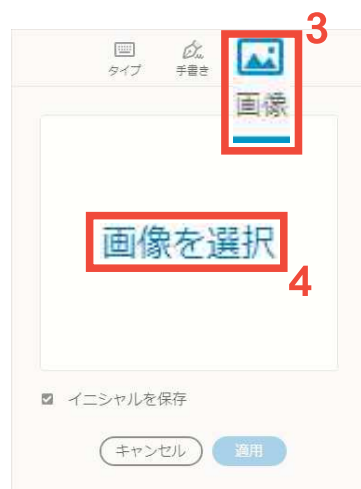 3
タイプ 手書き 画像
画像を選択
4
イニシャルを保存
キャンセル 適用